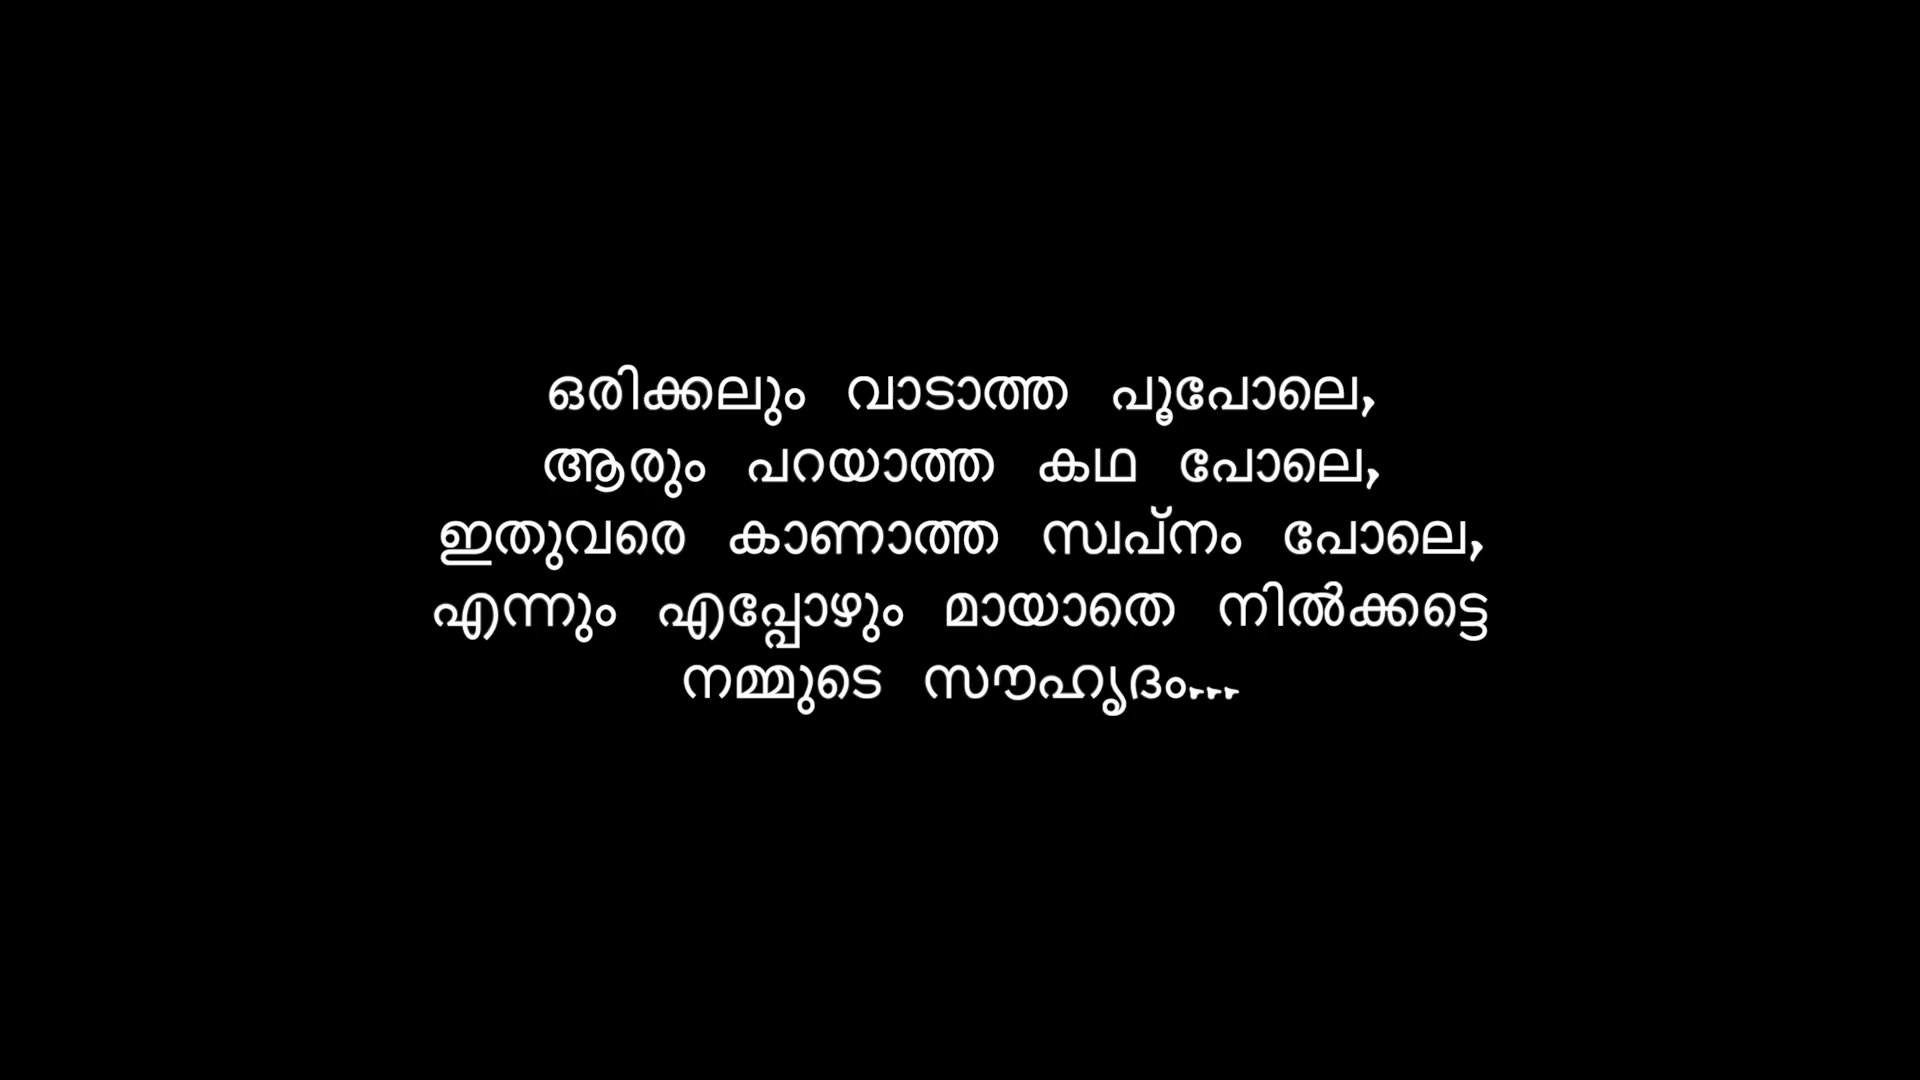 ഒരിക്കലും വാടാത്ത പൂപോലെ,
ആരും പറയാത്ത കഥ പോലെ,
ഇതുവരെ കാണാത്ത സ്വപ്നം പോലെ,
എന്നും എപ്പോഴും മായാതെ നിൽക്കട്ടെ
നമ്മുടെ സൗഹൃദം...